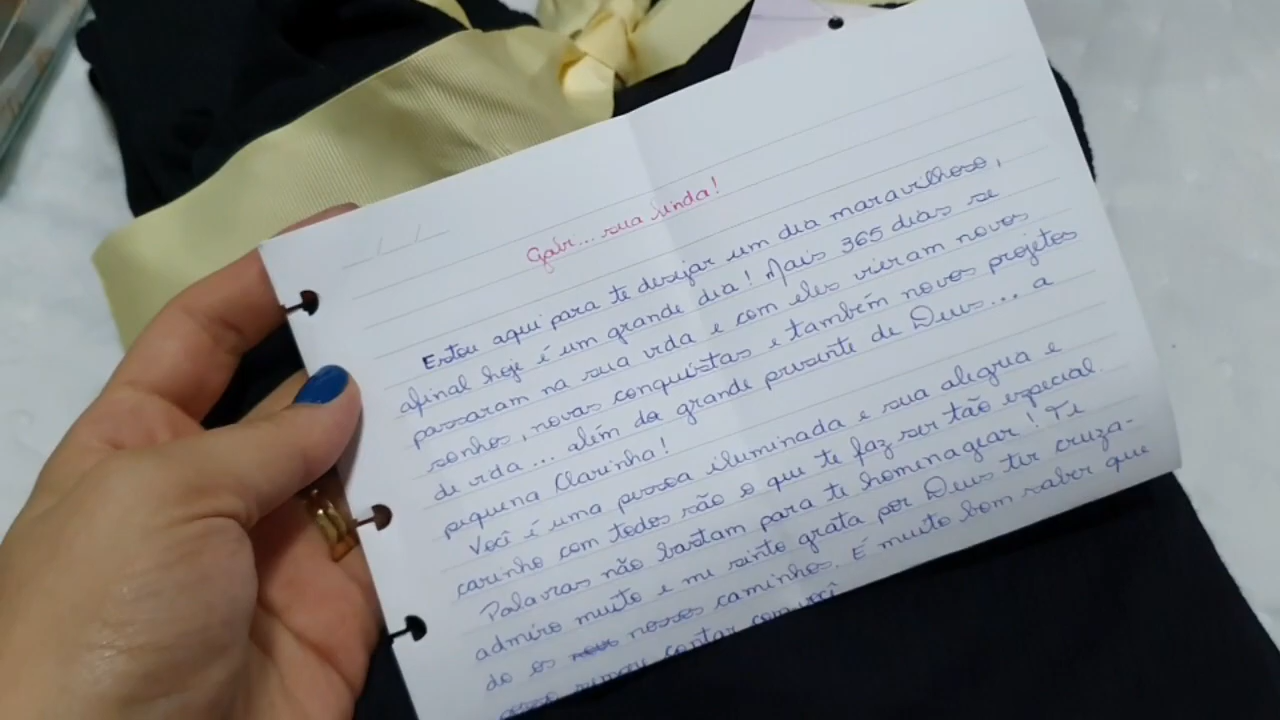 Gabi... sua linda!
Estou aqui para te desejar um dia maravilhoso,
afinal hoje é um grande dia! Mais 365 dias se
passaram na sua vida e com eles vieram novos
sonhos, novas conquistas e também novos projetos
de vida... além da grande presente de Deus... a
pequena Clarinha!
Você é uma pessoa iluminada e sua alegria e
carinho com todos são o que te faz ser tão especial.
Palavras não bastam para te homenagear! Te
admiro muito e me sinto grata por Deus ter cruza-
do os nossos caminhos. É muito bom saber que
contar com você